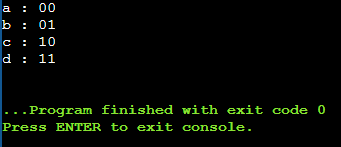 a : 00
b : 01
c : 10
d : 11
...Program finished with exit code 0
Press ENTER to exit console.